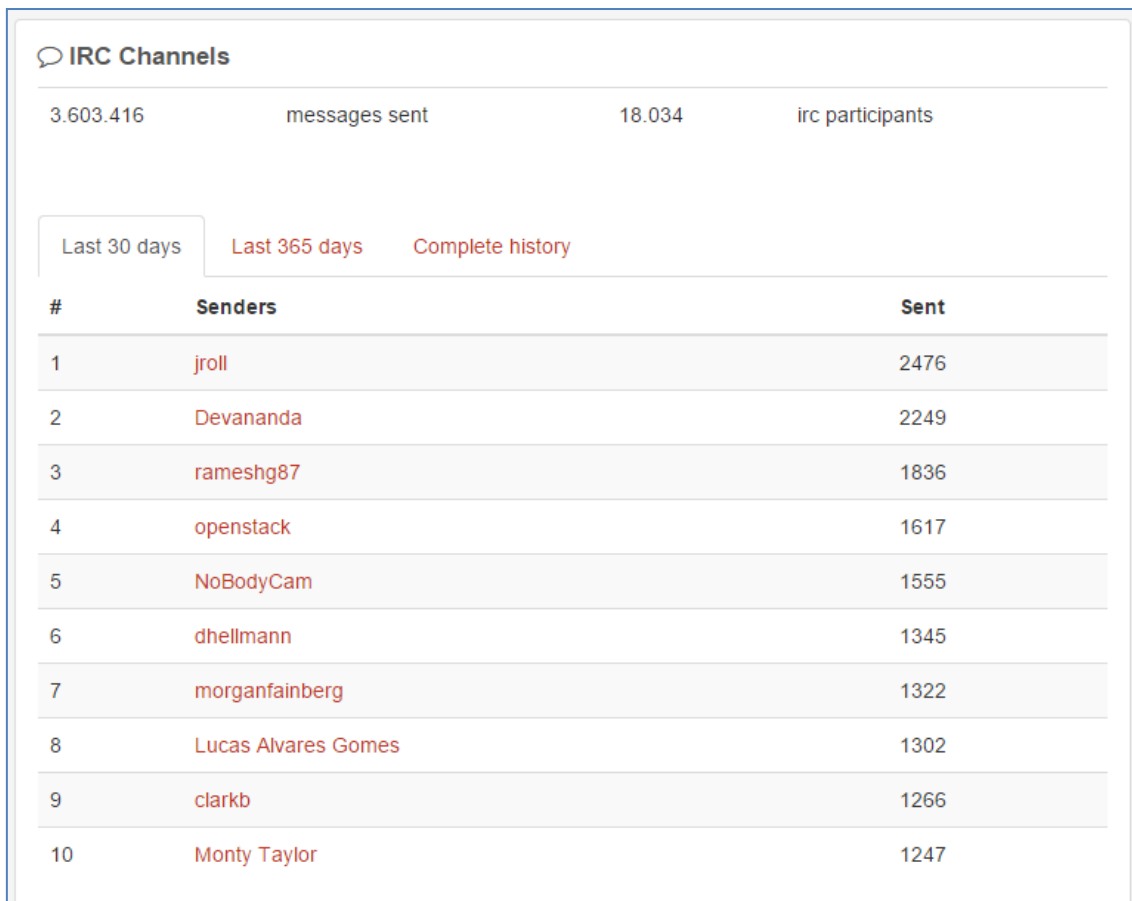 IRC Channels
3.603.416 messages sent 18.034 irc participants
Last 30 days Last 365 days Complete history
# Senders Sent
1 jroll 2476
2 Devananda 2249
3 rameshg87 1836
4 openstack 1617
5 NoBodyCam 1555
6 dhellmann 1345
7 morganfainberg 1322
8 Lucas Alvares Gomes 1302
9 clarkb 1266
10 Monty Taylor 1247